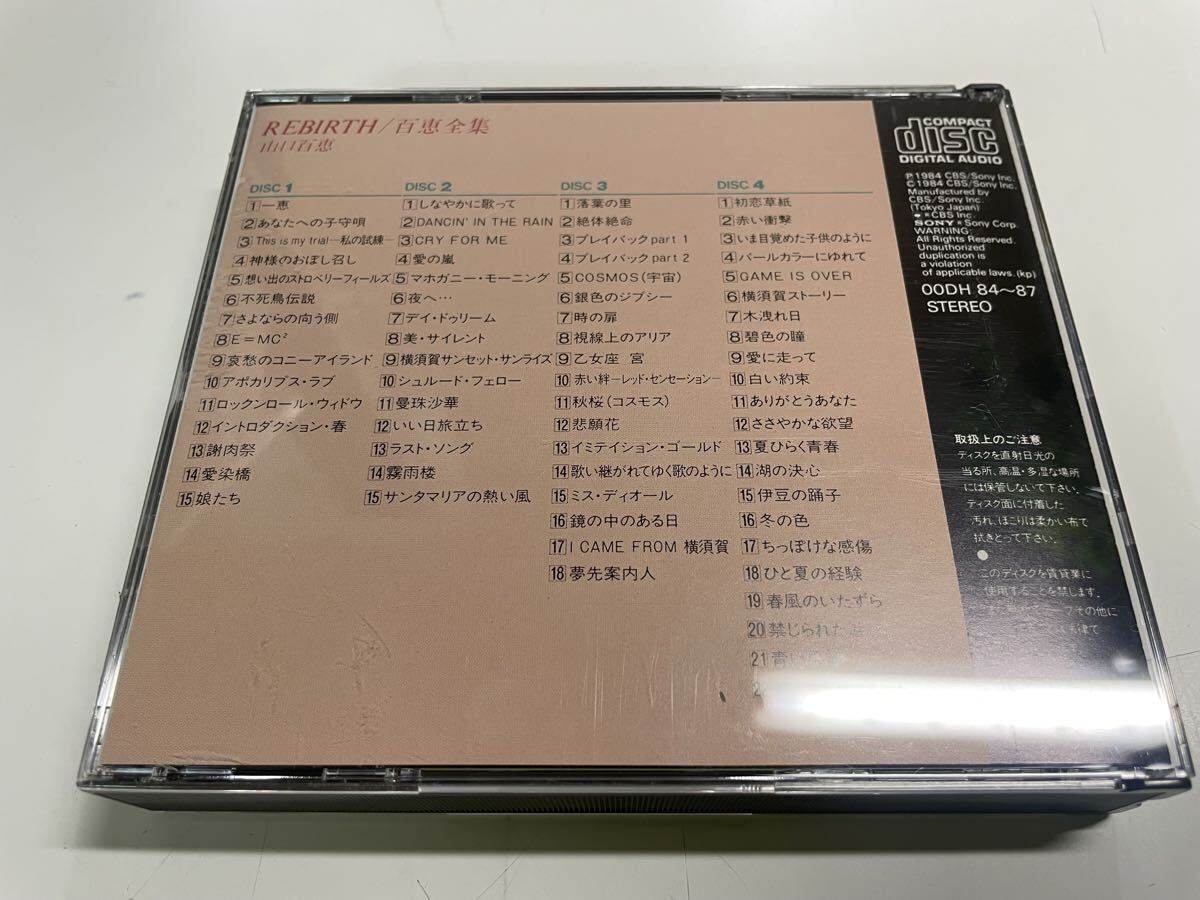 REBIRTH/百恵全集
山口百恵
DISC 1
1 一恵
2 あなたへの子守唄
3 This is my trial—私の試練—
4 神様のおぼし召し
5 想い出のストロベリーフィールズ
6 不死鳥伝説
7 さよならの向う側
8 E=MC²
9 哀愁のコニーアイランド
10 アポカリプス・ラブ
11 ロックンロール・ウィドウ
12 イントロダクション・春
13 謝肉祭
14 愛染橋
15 娘たち
DISC 2
1 しなやかに歌って
2 DANCIN' IN THE RAIN
3 CRY FOR ME
4 愛の嵐
5 マホガニー・モーニング
6 夜へ…
7 デイ・ドゥリーム
8 美・サイレント
9 横須賀サンセット・サンライズ
10 シュルード・フェロー
11 曼珠沙華
12 いい日旅立ち
13 ラスト・ソング
14 霧雨楼
15 サンタマリアの熱い風
DISC 3
1 落葉の里
2 絶体絶命
3 プレイバック part 1
4 プレイバック part 2
5 COSMOS(宇宙)
6 銀色のジプシー
7 時の扉
8 視線上のアリア
9 乙女座 宮
10 赤い絆—レッド・センセーション—
11 秋桜(コスモス)
12 悲願花
13 イミテイション・ゴールド
14 歌い継がれてゆく歌のように
15 ミス・ディオール
16 鏡の中のある日
17 I CAME FROM 横須賀
18 夢先案内人
DISC 4
1 初恋草紙
2 赤い衝撃
3 いま目覚めた子供のように
4 パールカラーにゆれて
5 GAME IS OVER
6 横須賀ストーリー
7 木洩れ日
8 碧色の瞳
9 愛に走って
10 白い約束
11 ありがとうあなた
12 ささやかな欲望
13 夏ひらく青春
14 湖の決心
15 伊豆の踊子
16 冬の色
17 ちっぽけな感傷
18 ひと夏の経験
19 春風のいたずら
20 禁じられた
21 青い
COMPACT
disc
DIGITAL AUDIO
℗ 1984 CBS/Sony Inc.
© 1984 CBS/Sony Inc.
Manufactured by
CBS/Sony Inc.
(Tokyo Japan)
●®CBS Inc.
SONY ® Sony Corp.
WARNING:
All Rights Reserved.
Unauthorized
duplication is
a violation
of applicable laws.(kp)
00DH 84〜87
STEREO
取扱上のご注意
ディスクを直射日光の
当る所、高温・多湿な場所
には保管しないで下さい。
ディスク面に付着した
汚れ、ほこりは柔かい布で
拭きとって下さい。
●
このディスクを賃貸業に
使用することを禁じます。
その他に